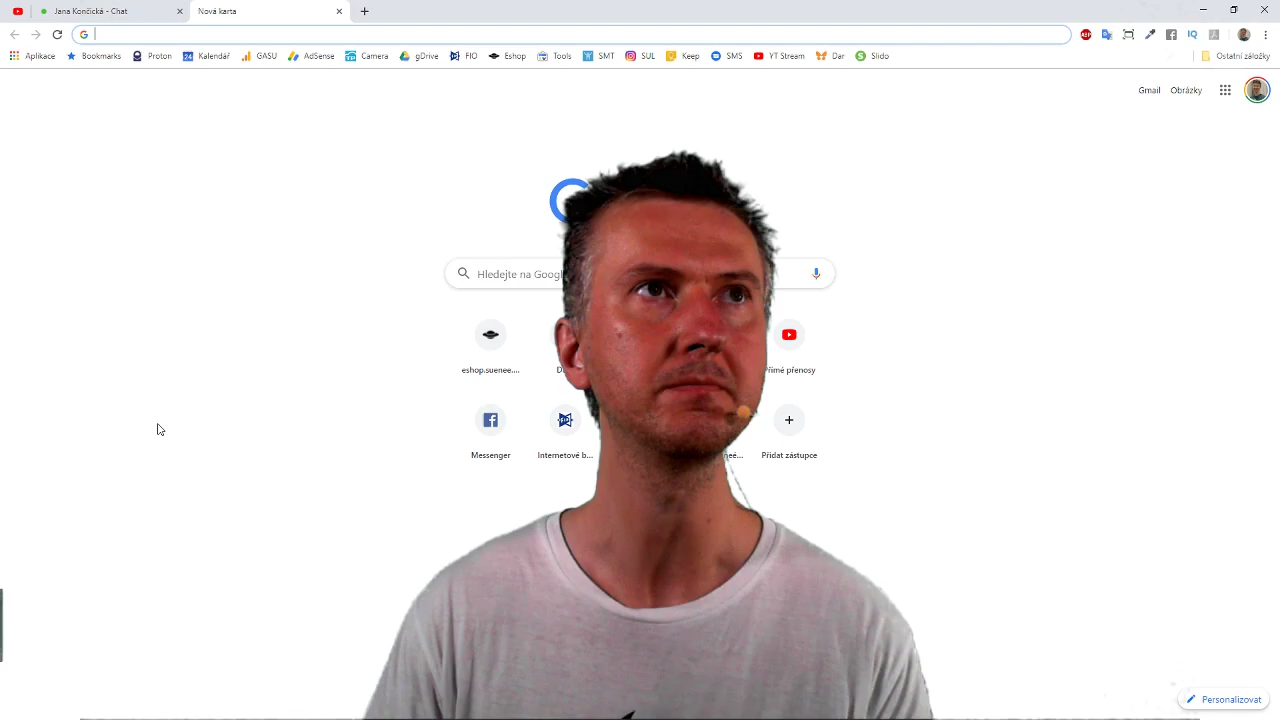 Jana Končická - Chat
Nová karta
Aplikace Bookmarks Proton Kalendář GASU AdSense Camera gDrive FIO Eshop Tools SMT SUL Keep SMS YT Stream Dar Slido Ostatní záložky
Gmail Obrázky
Hledejte na Googl
eshop.suenee....
Přímé přenosy
Messenger
Internetové b...
Přidat zástupce
Personalizovat